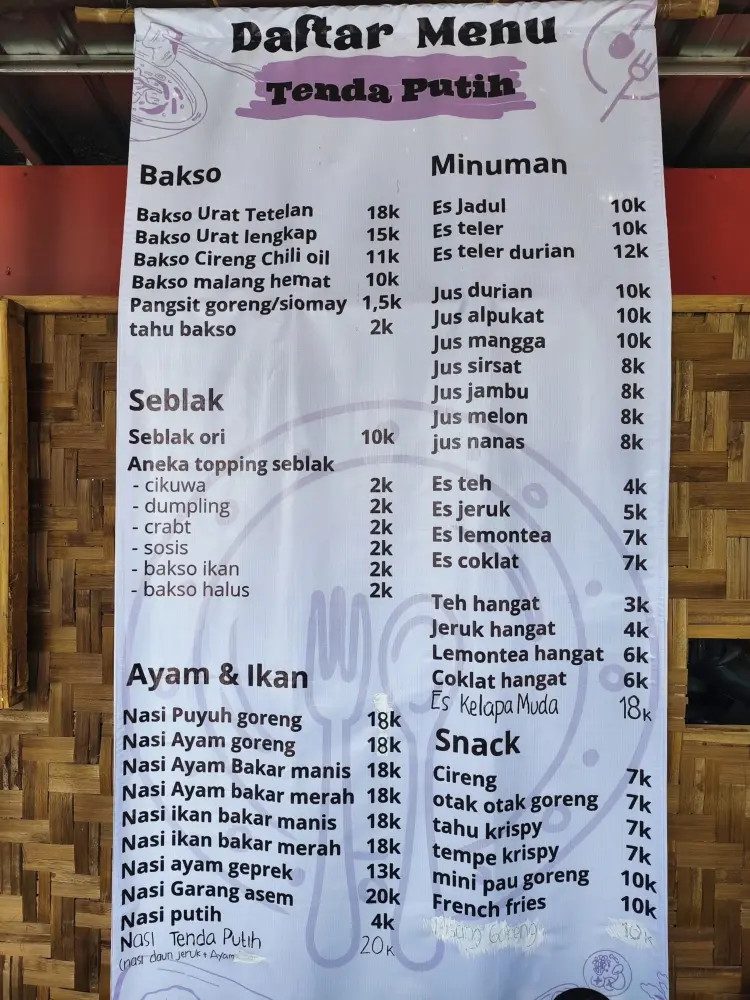 Daftar Menu
Tenda Putih
Bakso
Bakso Urat Tetelan 18k
Bakso Urat lengkap 15k
Bakso Cireng Chili oil 11k
Bakso malang hemat 10k
Pangsit goreng/siomay 1,5k
tahu bakso 2k
Seblak
Seblak ori 10k
Aneka topping seblak
- cikuwa 2k
- dumpling 2k
- crabt 2k
- sosis 2k
- bakso ikan 2k
- bakso halus 2k
Ayam & Ikan
Nasi Puyuh goreng 18k
Nasi Ayam goreng 18k
Nasi Ayam Bakar manis 18k
Nasi Ayam bakar merah 18k
Nasi ikan bakar manis 18k
Nasi ikan bakar merah 18k
Nasi ayam geprek 13k
Nasi Garang asem 20k
Nasi putih 4k
Nasi Tenda Putih 20k
(nasi daun jeruk + Ayam
Minuman
Es Jadul 10k
Es teler 10k
Es teler durian 12k
Jus durian 10k
Jus alpukat 10k
Jus mangga 10k
Jus sirsat 8k
Jus jambu 8k
Jus melon 8k
jus nanas 8k
Es teh 4k
Es jeruk 5k
Es lemontea 7k
Es coklat 7k
Teh hangat 3k
Jeruk hangat 4k
Lemontea hangat 6k
Coklat hangat 6k
Es Kelapa Muda 18k
Snack
Cireng 7k
otak otak goreng 7k
tahu krispy 7k
tempe krispy 7k
mini pau goreng 10k
French fries 10k
Goreng 10k